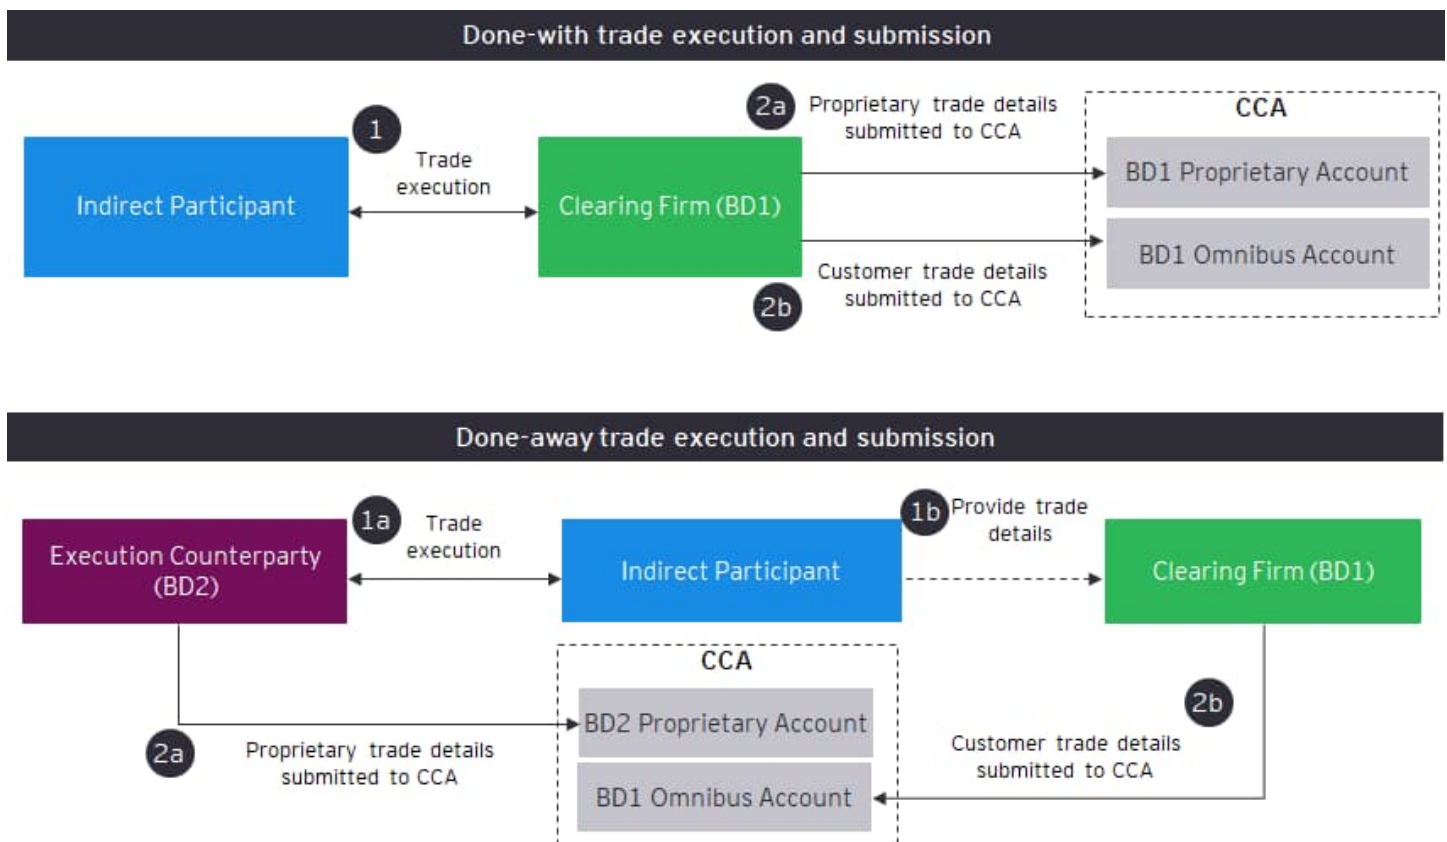 Done-with trade execution and submission
1
Trade
execution
Indirect Participant
Clearing Firm (BD1)
2a
Proprietary trade details
submitted to CCA
2b
Customer trade details
submitted to CCA
CCA
BD1 Proprietary Account
BD1 Omnibus Account
Done-away trade execution and submission
Execution Counterparty
(BD2)
1a
Trade
execution
Indirect Participant
1b
Provide trade
details
Clearing Firm (BD1)
CCA
BD2 Proprietary Account
BD1 Omnibus Account
2a
Proprietary trade details
submitted to CCA
2b
Customer trade details
submitted to CCA